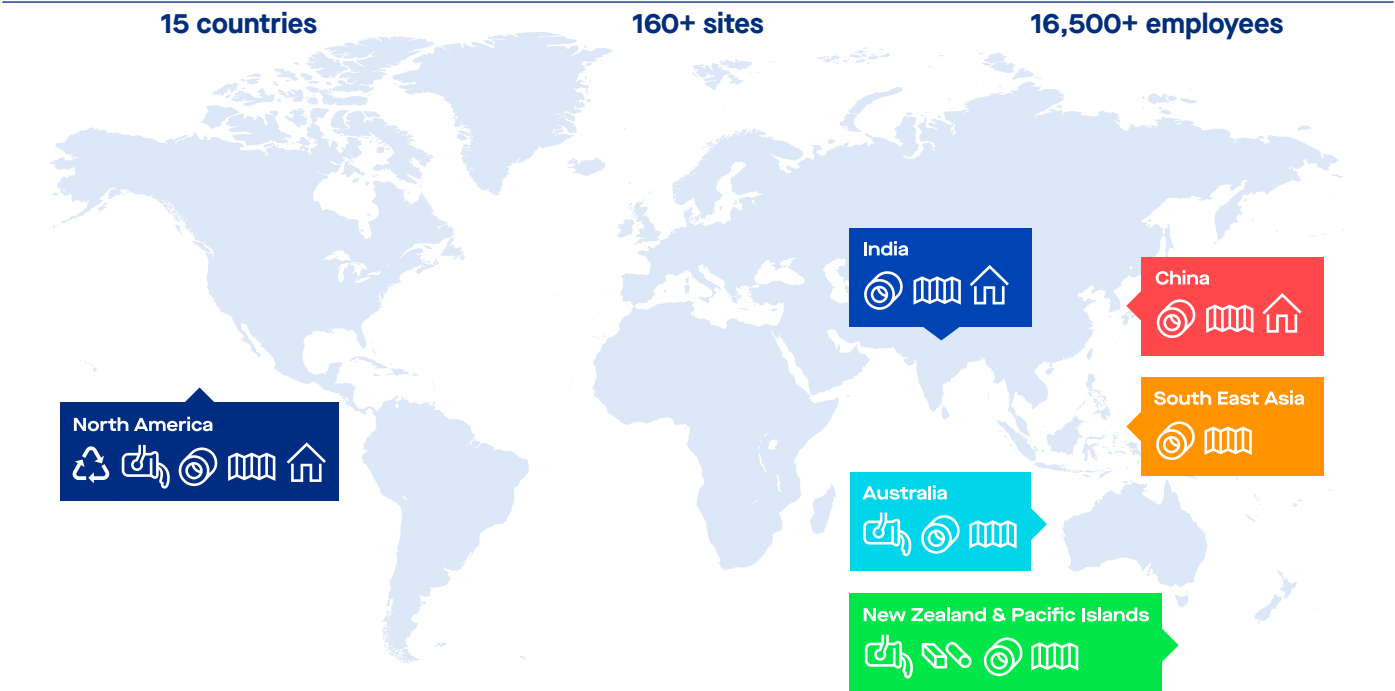 15 countries
160+ sites
16,500+ employees
India
China
South East Asia
North America
Australia
New Zealand & Pacific Islands